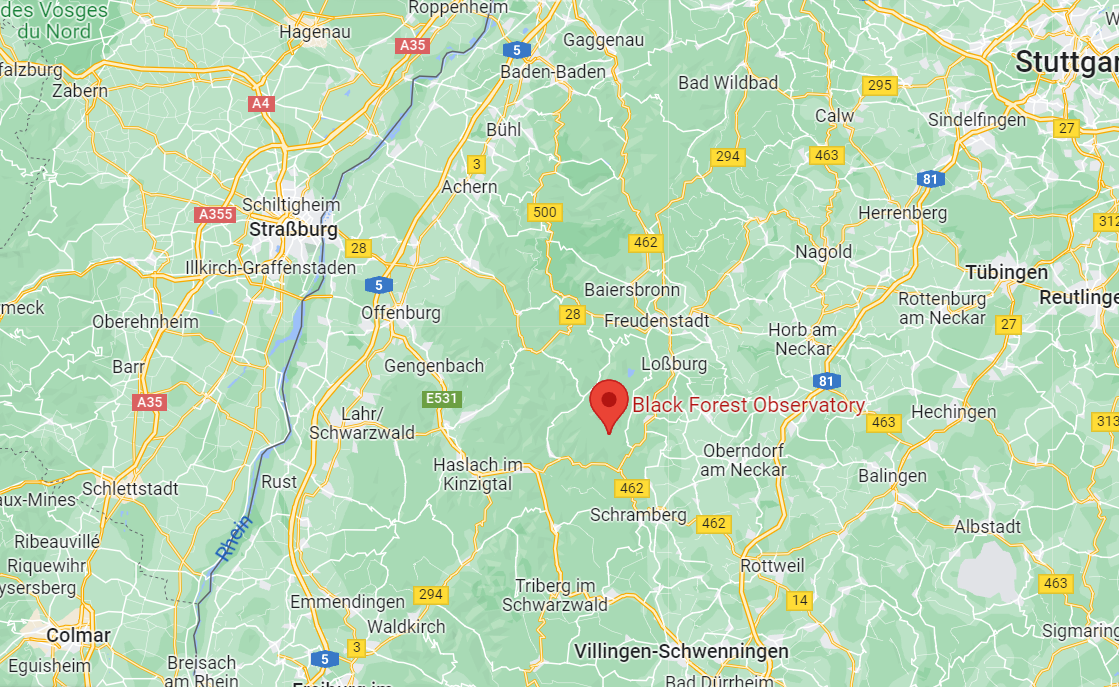 des Vosges
du Nord
Roppenheim
Hagenau
A35
5
Gaggenau
Stuttgar
falzburg
Baden-Baden
Bad Wildbad
Zabern
295
A4
Calw
Sindelfingen
27
Bühl
3
294
463
Achern
81
Schiltigheim
A355
500
Herrenberg
312
Straßburg
28
462
Nagold
Illkirch-Graffenstaden
5
Tübingen
Baiersbronn
Reutlinge
meck
Oberehnheim
Offenburg
28
Freudenstadt
Rottenburg
am Neckar
27
Horb am
Neckar
Barr
Gengenbach
Loßburg
81
A35
E531
Black Forest Observatory
Hechingen
463
313
Lahr/
Schwarzwald
Oberndorf
am Neckar
Haslach im
Kinzigtal
Balingen
aux-Mines
Schlettstadt
Rust
462
Schramberg
462
Albstadt
Rhein
Ribeauvillé
Riquewihr
ysersberg
Rottweil
463
Triberg im
Schwarzwald
Emmendingen
294
14
Waldkirch
Colmar
Sigmaring
3
Villingen-Schwenningen
Eguisheim
Breisach
am Rhein
5
Bad Dürrheim